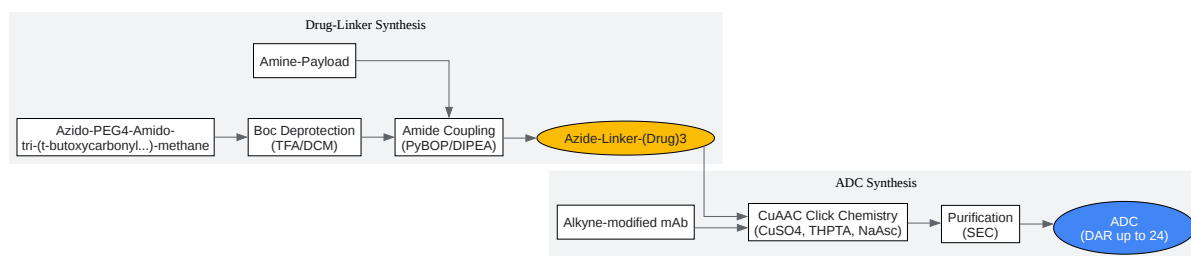 Drug-Linker Synthesis
Amine-Payload
Azido-PEG4-Amido-
tri-(t-butoxycarbonyl...)-methane
Boc Deprotection
(TFA/DCM)
Amide Coupling
(PyBOP/DIPEA)
Azide-Linker-(Drug)3
ADC Synthesis
Alkyne-modified mAb
CuAAC Click Chemistry
(CuSO4, THPTA, NaAsc)
Purification
(SEC)
ADC
(DAR up to 24)